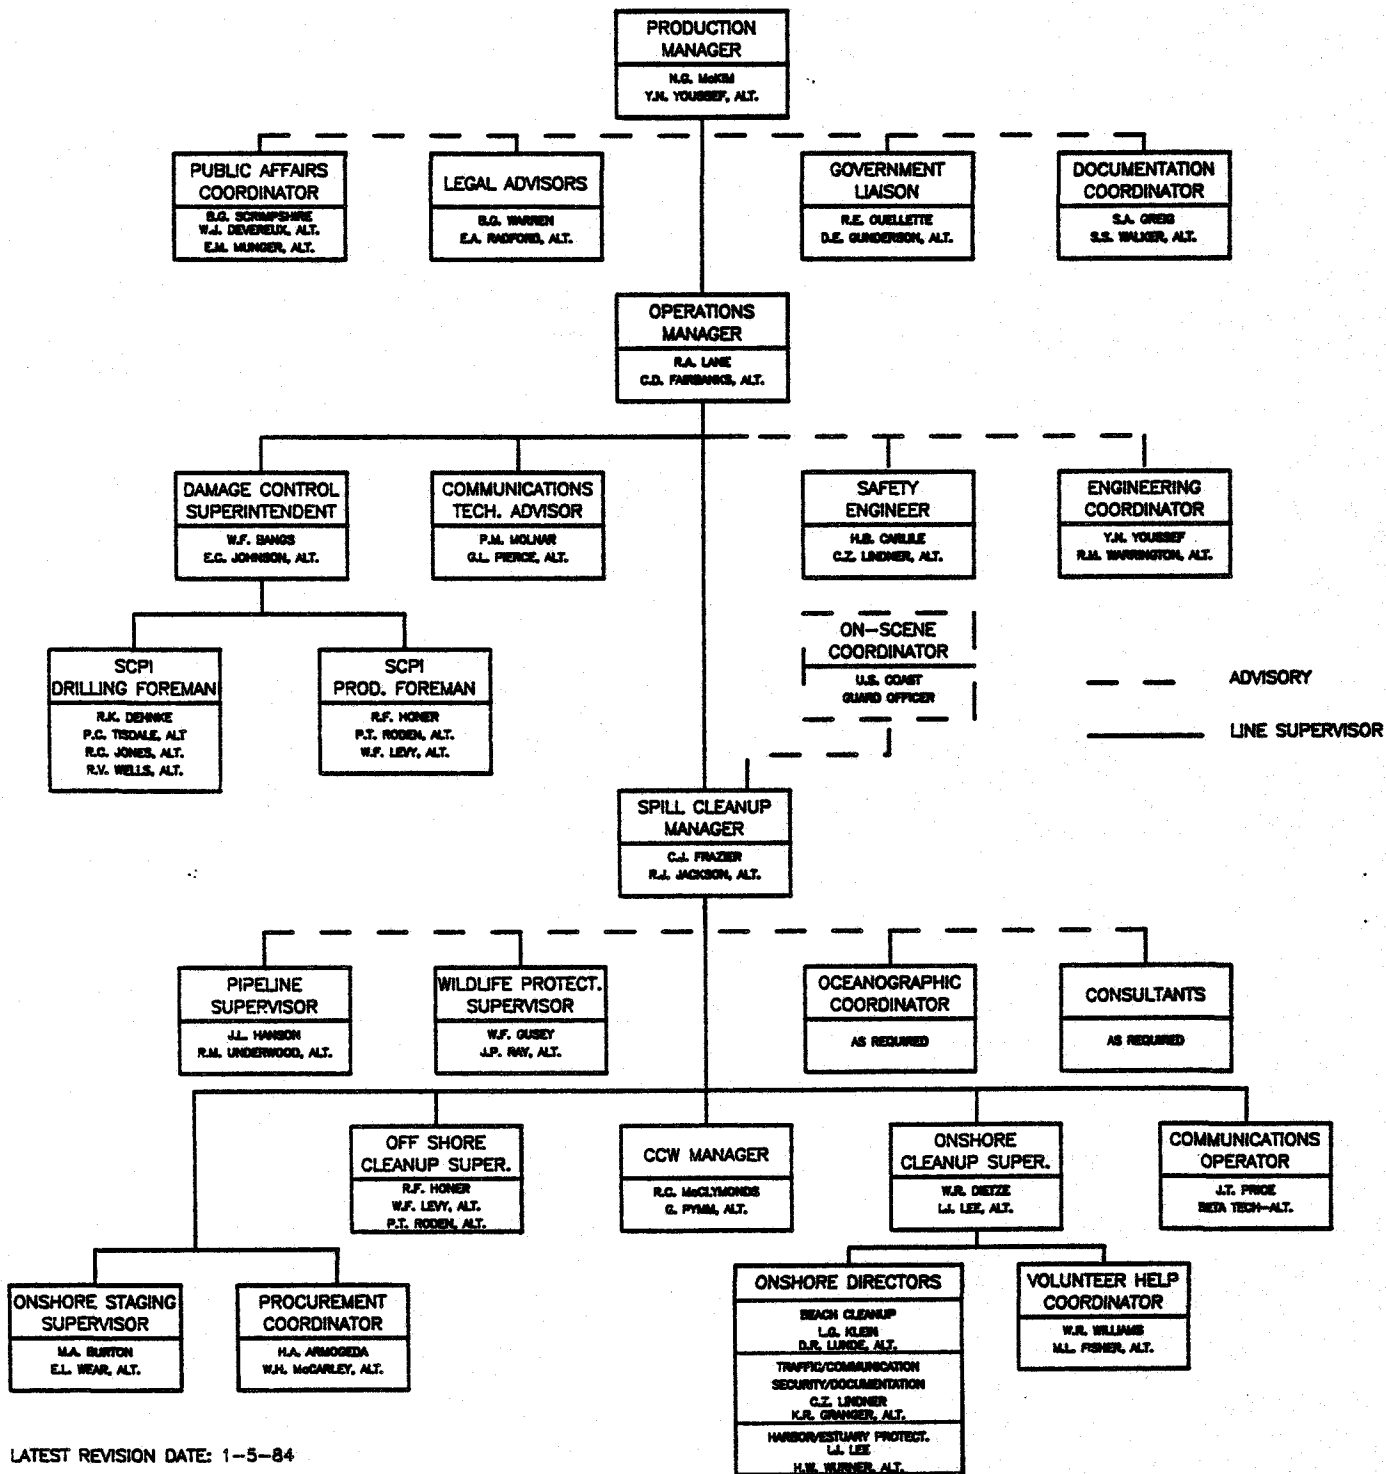 PRODUCTION
MANAGER
N.G. McKIM
Y.N. YOUSSEF, ALT.
PUBLIC AFFAIRS
COORDINATOR
B.G. SCRIMPSHIRE
W.J. DEVEREUX, ALT.
E.M. MUNGER, ALT.
LEGAL ADVISORS
B.G. WARREN
E.A. RADFORD, ALT.
GOVERNMENT
LIAISON
R.E. OUELLETTE
D.E. GUNDERSON, ALT.
DOCUMENTATION
COORDINATOR
S.A. GREIG
S.S. WALKER, ALT.
OPERATIONS
MANAGER
R.A. LANE
C.D. FAIRBANKS, ALT.
DAMAGE CONTROL
SUPERINTENDENT
W.F. BANGS
E.C. JOHNSON, ALT.
COMMUNICATIONS
TECH. ADVISOR
P.M. MOLNAR
G.L. PIERCE, ALT.
SAFETY
ENGINEER
H.B. CARLILE
C.Z. LINDNER, ALT.
ENGINEERING
COORDINATOR
Y.N. YOUSSEF
R.M. WARRINGTON, ALT.
SCPI
DRILLING FOREMAN
R.K. DEHNKE
P.C. TISDALE, ALT
R.C. JONES, ALT.
R.V. WELLS, ALT.
SCPI
PROD. FOREMAN
R.F. HONER
P.T. RODEN, ALT.
W.F. LEVY, ALT.
ON-SCENE
COORDINATOR
U.S. COAST
GUARD OFFICER
ADVISORY
LINE SUPERVISOR
SPILL CLEANUP
MANAGER
C.J. FRAZIER
R.J. JACKSON, ALT.
PIPELINE
SUPERVISOR
J.L. HANSON
R.M. UNDERWOOD, ALT.
WILDLIFE PROTECT.
SUPERVISOR
W.F. GUSEY
J.P. RAY, ALT.
OCEANOGRAPHIC
COORDINATOR
AS REQUIRED
CONSULTANTS
AS REQUIRED
OFF SHORE
CLEANUP SUPER.
R.F. HONER
W.F. LEVY, ALT.
P.T. RODEN, ALT.
CCW MANAGER
R.C. McCLYMONDS
G. PYMM, ALT.
ONSHORE
CLEANUP SUPER.
W.R. DIETZE
L.J. LEE, ALT.
COMMUNICATIONS
OPERATOR
J.T. PRICE
BETA TECH-ALT.
ONSHORE STAGING
SUPERVISOR
M.A. BURTON
E.L. WEAR, ALT.
PROCUREMENT
COORDINATOR
H.A. ARMOGEDA
W.H. McCARLEY, ALT.
ONSHORE DIRECTORS
BEACH CLEANUP
L.G. KLEIN
D.R. LUNDE, ALT.
TRAFFIC/COMMUNICATION
SECURITY/DOCUMENTATION
C.Z. LINDNER
K.R. GRANGER, ALT.
HARBOR/ESTUARY PROTECT.
L.J. LEE
H.W. WURNER, ALT.
VOLUNTEER HELP
COORDINATOR
W.R. WILLIAMS
M.L. FISHER, ALT.
LATEST REVISION DATE: 1-5-84